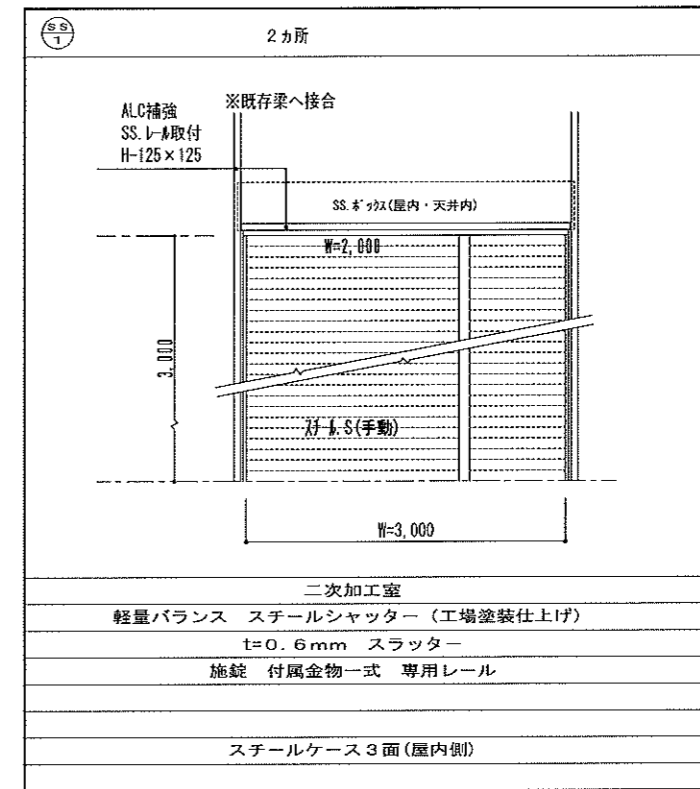 SS
1
2ヵ所
※既存梁へ接合
ALC補強
SS.レール取付
H-125×125
SS.ボックス(屋内・天井内)
W=2,000
3,000
スチールS(手動)
W=3,000
二次加工室
軽量バランス スチールシャッター (工場塗装仕上げ)
t=0.6mm スラッター
施錠 付属金物一式 専用レール
スチールケース3面(屋内側)